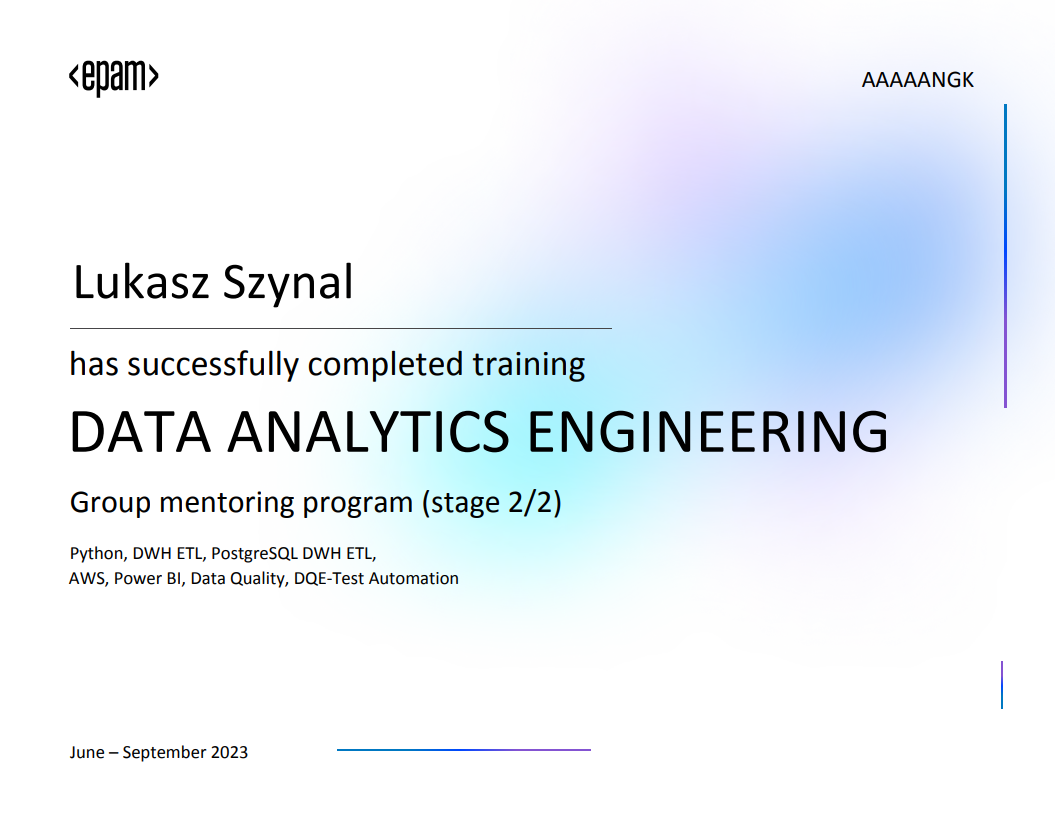 <epam>
AAAAANGK
Lukasz Szynal
has successfully completed training
DATA ANALYTICS ENGINEERING
Group mentoring program (stage 2/2)
Python, DWH ETL, PostgreSQL DWH ETL,
AWS, Power BI, Data Quality, DQE-Test Automation
June – September 2023